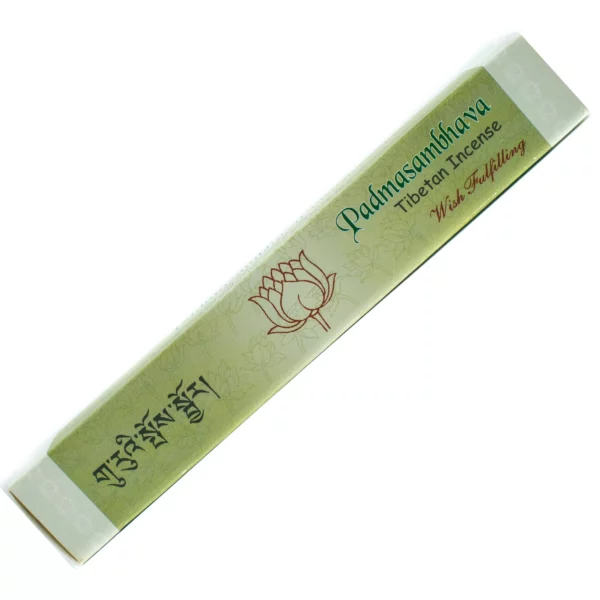 Padmasambhava
Tibetan Incense
Wish Fulfilling
གུ་རུའི་སྤོས་སྦྱོར།